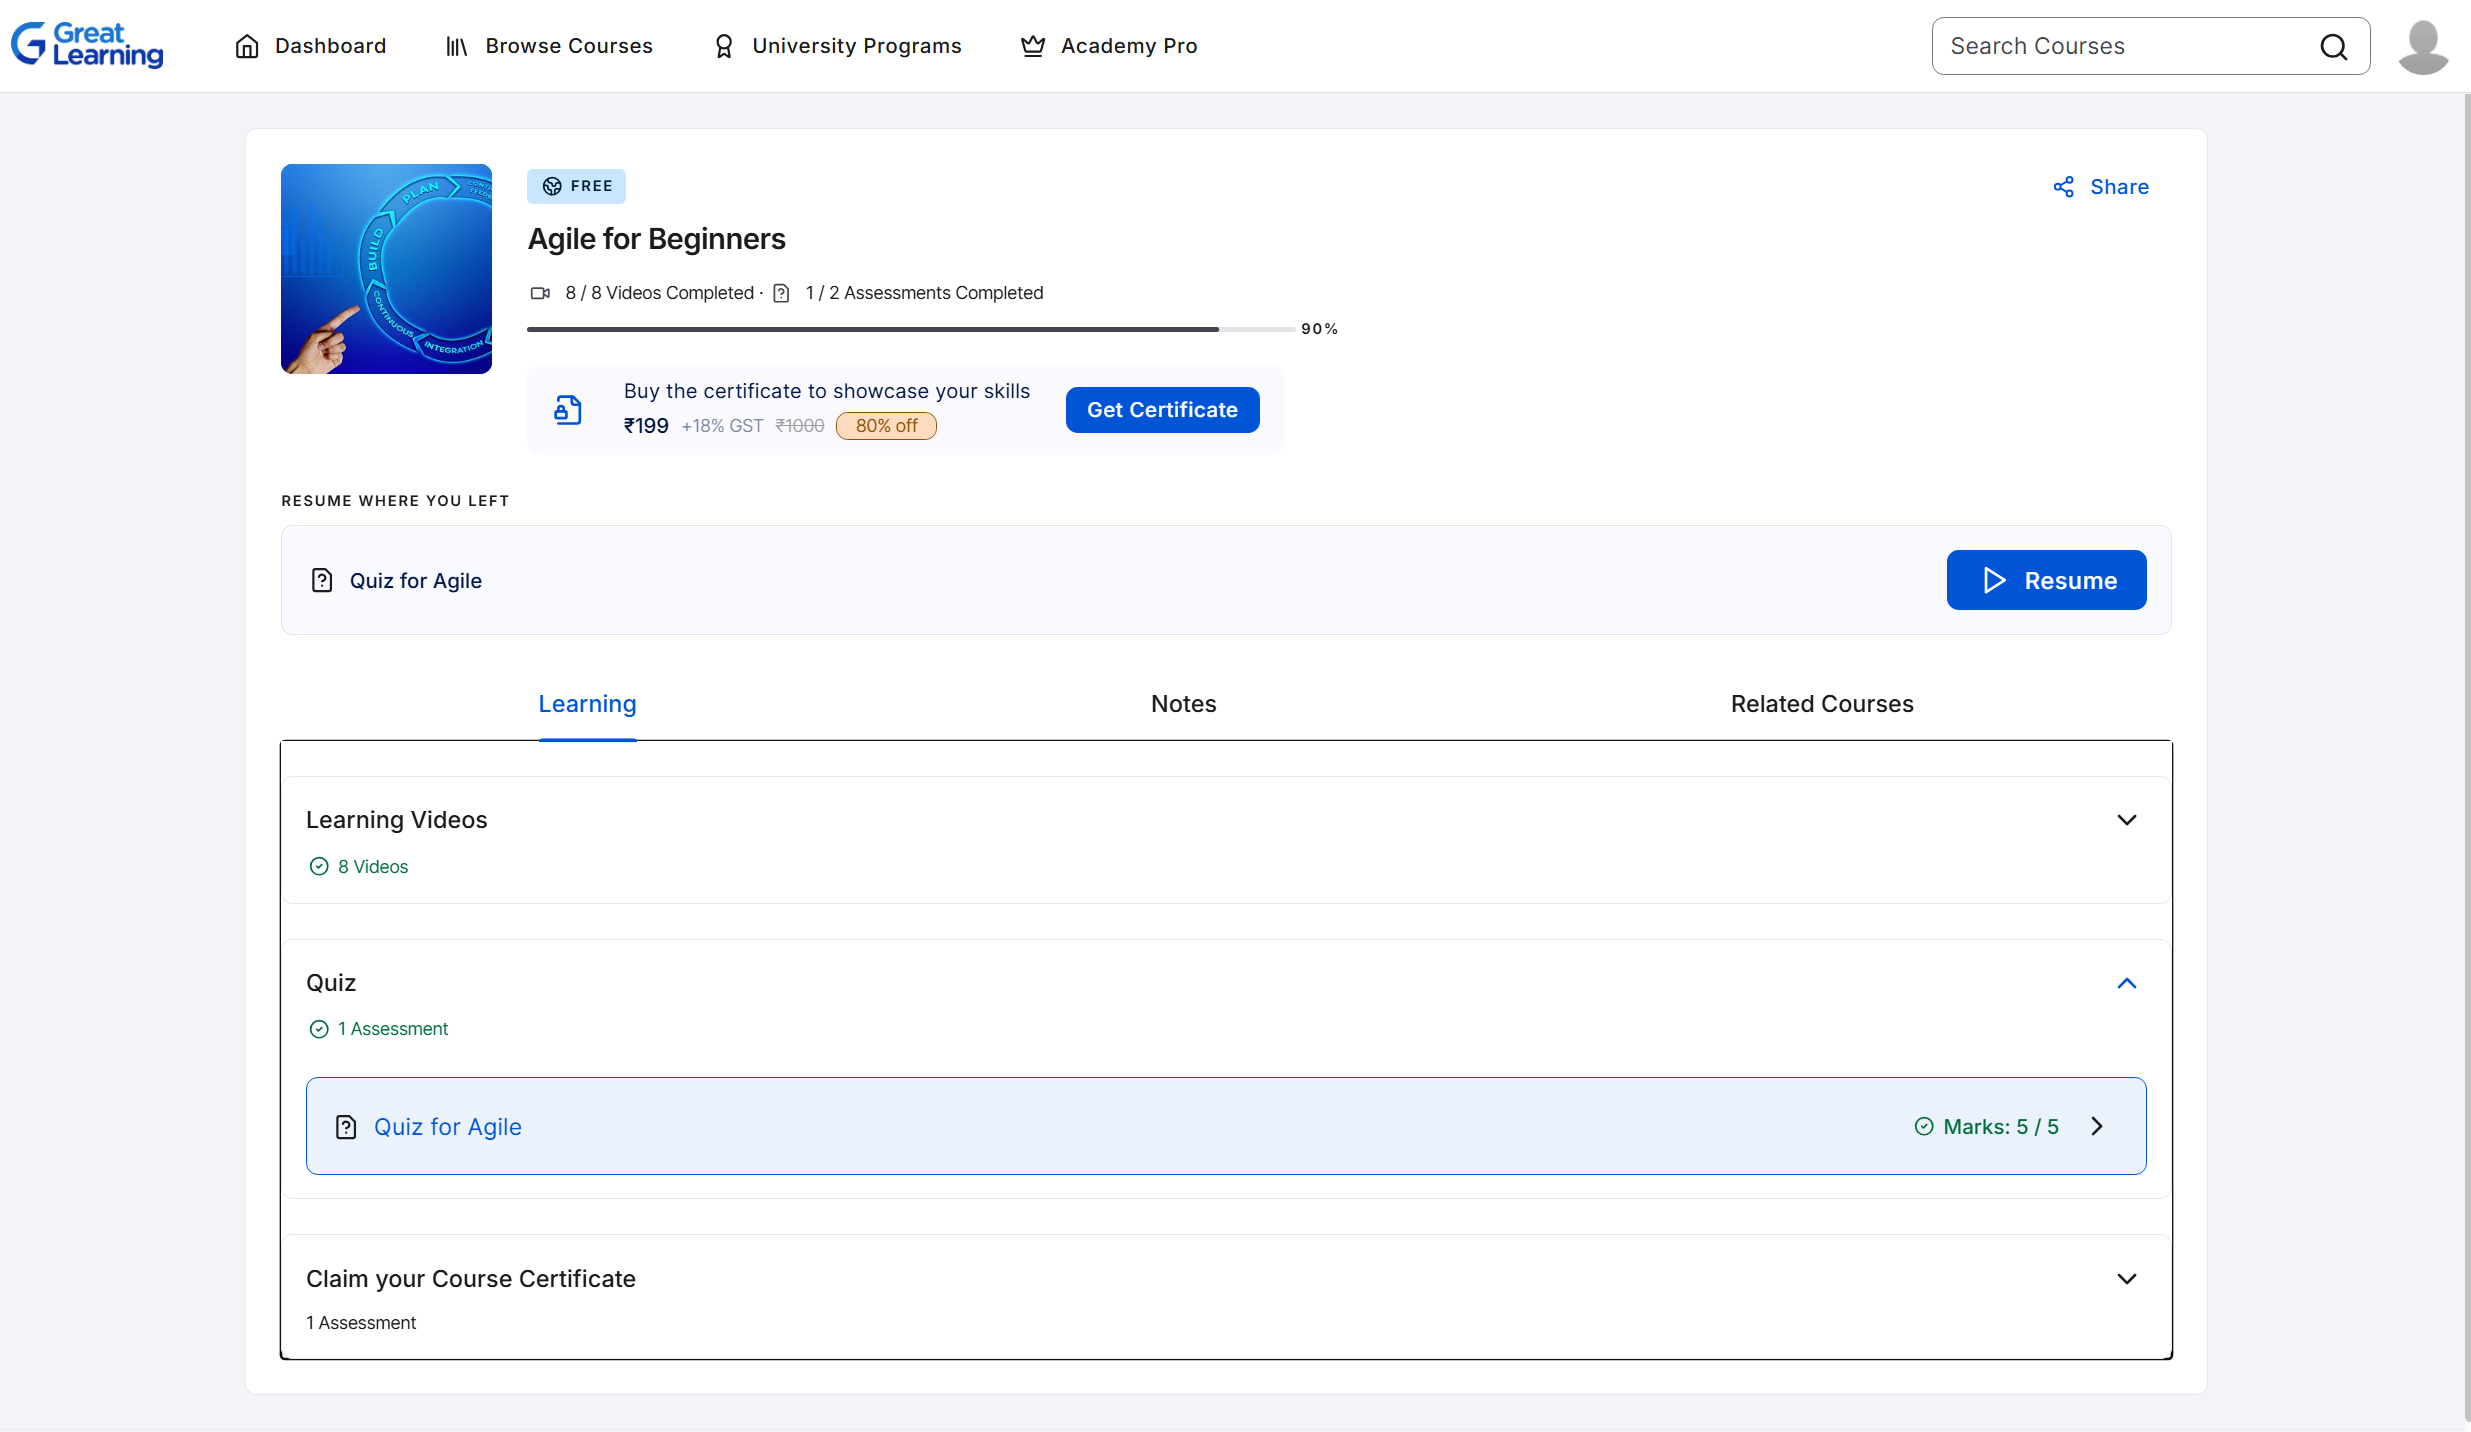 Great Learning
Dashboard
Browse Courses
University Programs
Academy Pro
Search Courses
PLAN
BUILD
CONTINUOUS
INTEGRATION
FREE
Share
Agile for Beginners
8 / 8 Videos Completed · 1 / 2 Assessments Completed
90%
Buy the certificate to showcase your skills
₹199 +18% GST ₹1000 80% off
Get Certificate
RESUME WHERE YOU LEFT
Quiz for Agile
Resume
Learning
Notes
Related Courses
Learning Videos
8 Videos
Quiz
1 Assessment
Quiz for Agile
Marks: 5 / 5
Claim your Course Certificate
1 Assessment